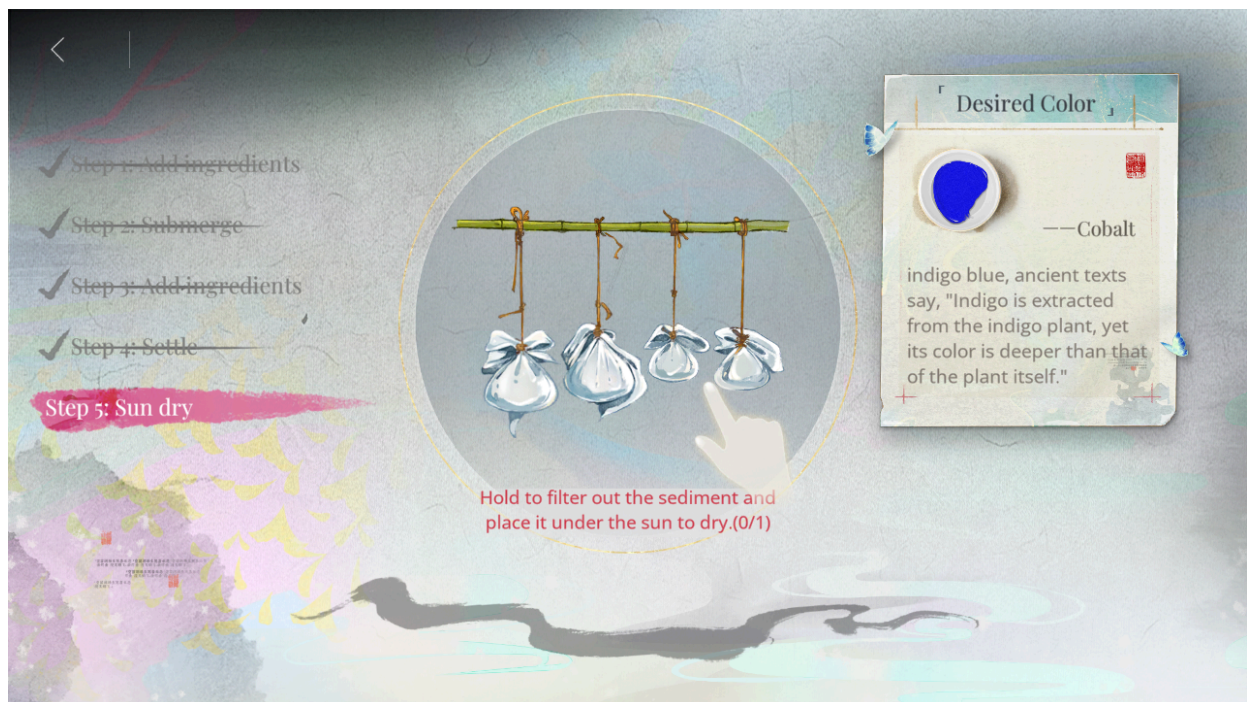 Step 1: Add ingredients
Step 2: Submerge
Step 3: Add ingredients
Step 4: Settle
Step 5: Sun dry
Hold to filter out the sediment and
place it under the sun to dry.(0/1)
「 Desired Color 」
——Cobalt
indigo blue, ancient texts
say, "Indigo is extracted
from the indigo plant, yet
its color is deeper than that
of the plant itself."